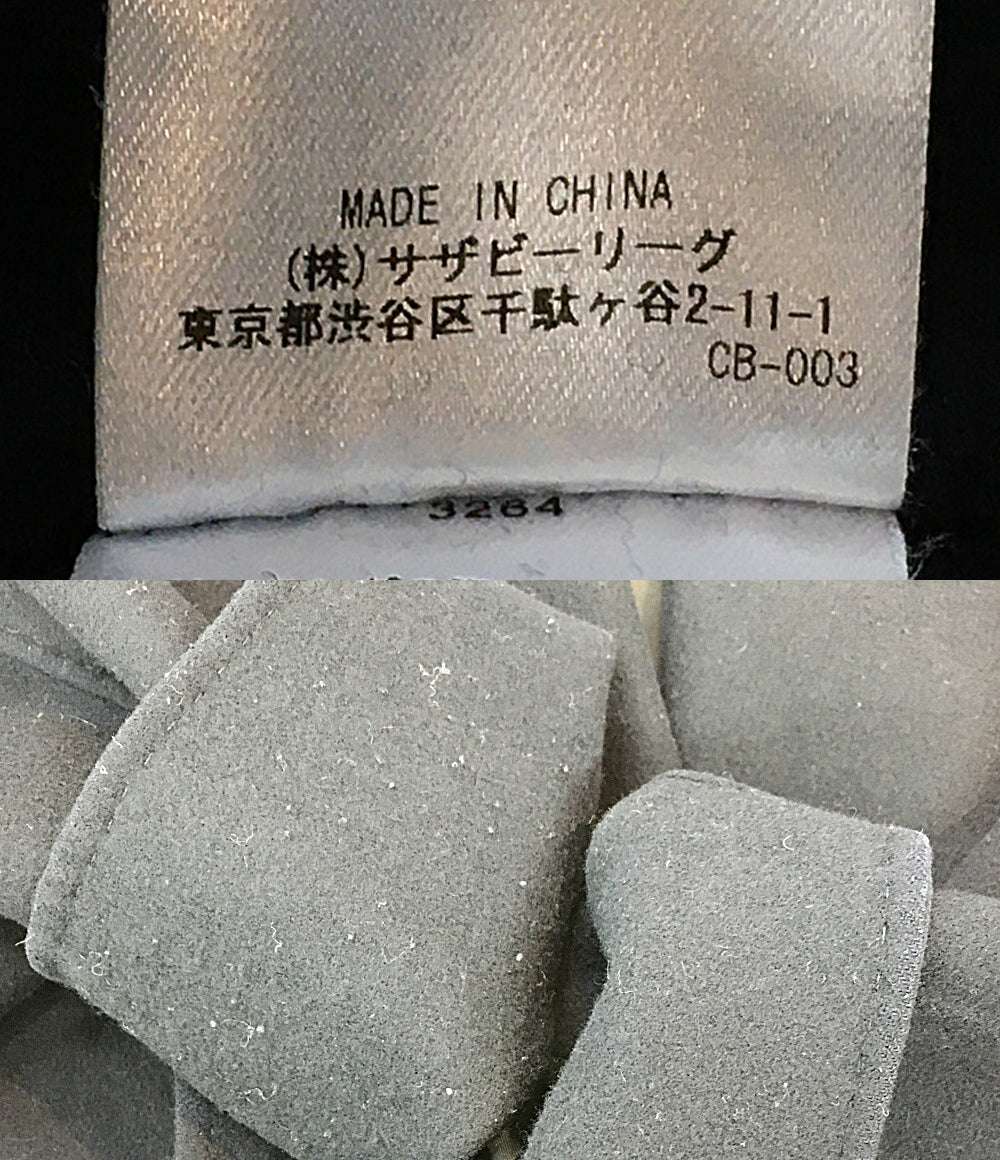 MADE IN CHINA
(株)サザビーリーグ
東京都渋谷区千駄ヶ谷2-11-1
CB-003
3264